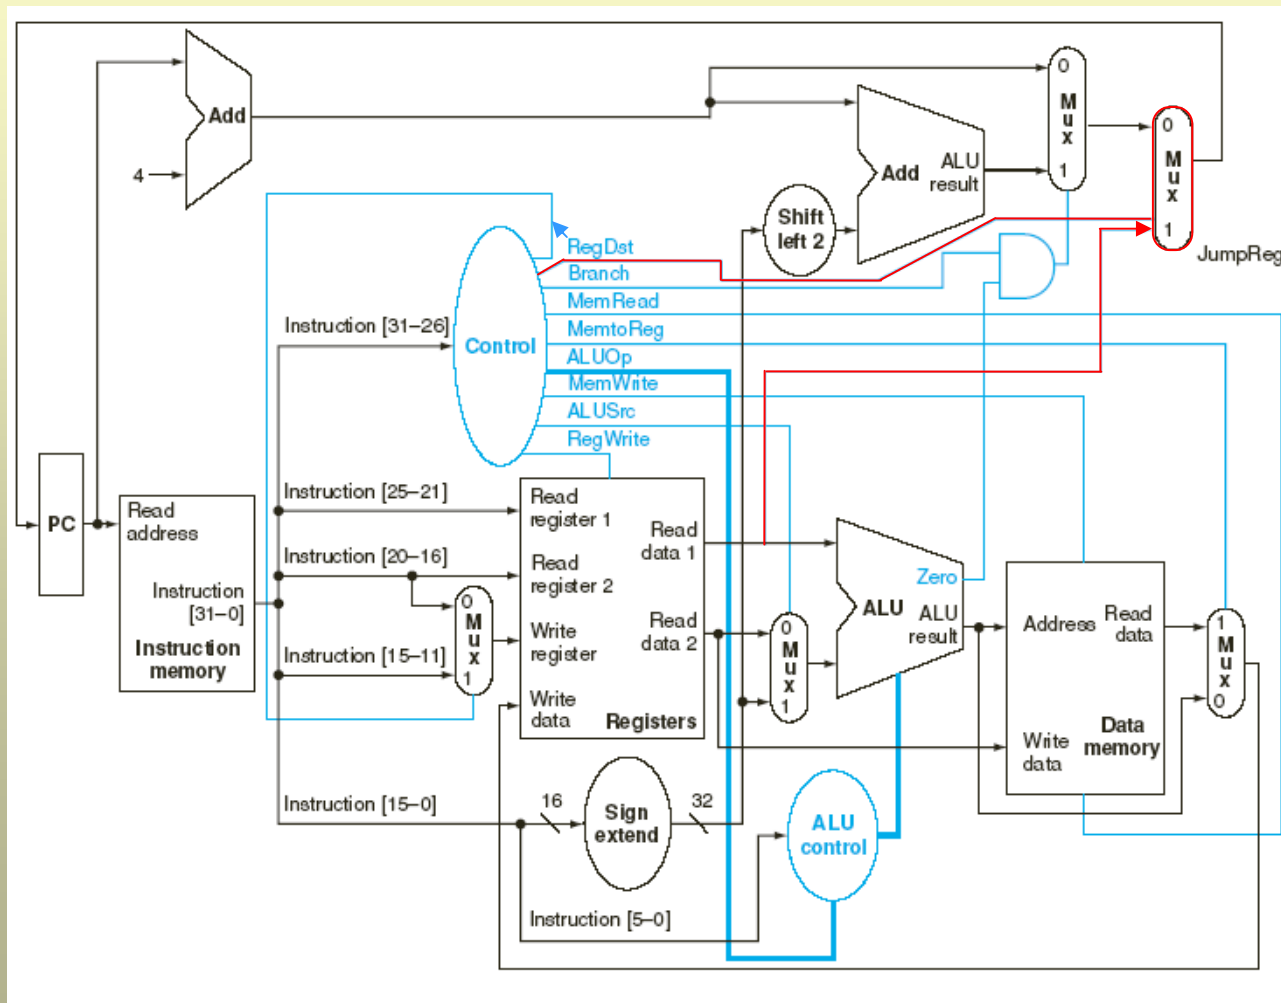 0
M
u
x
1
Add
4
Add
ALU
result
0
M
u
x
1
JumpReg
Shift
left 2
RegDst
Branch
MemRead
MemtoReg
ALUOp
MemWrite
ALUSrc
RegWrite
Control
Instruction [31–26]
Instruction [25–21]
Instruction [20–16]
Instruction [15–11]
Instruction [15–0]
PC
Read
address
Instruction
[31–0]
Instruction
memory
0
M
u
x
1
Read
register 1
Read
register 2
Write
register
Write
data
Read
data 1
Read
data 2
Registers
0
M
u
x
1
Zero
ALU
ALU
result
Address
Read
data
Write
data
Data
memory
1
M
u
x
0
16
Sign
extend
32
ALU
control
Instruction [5–0]